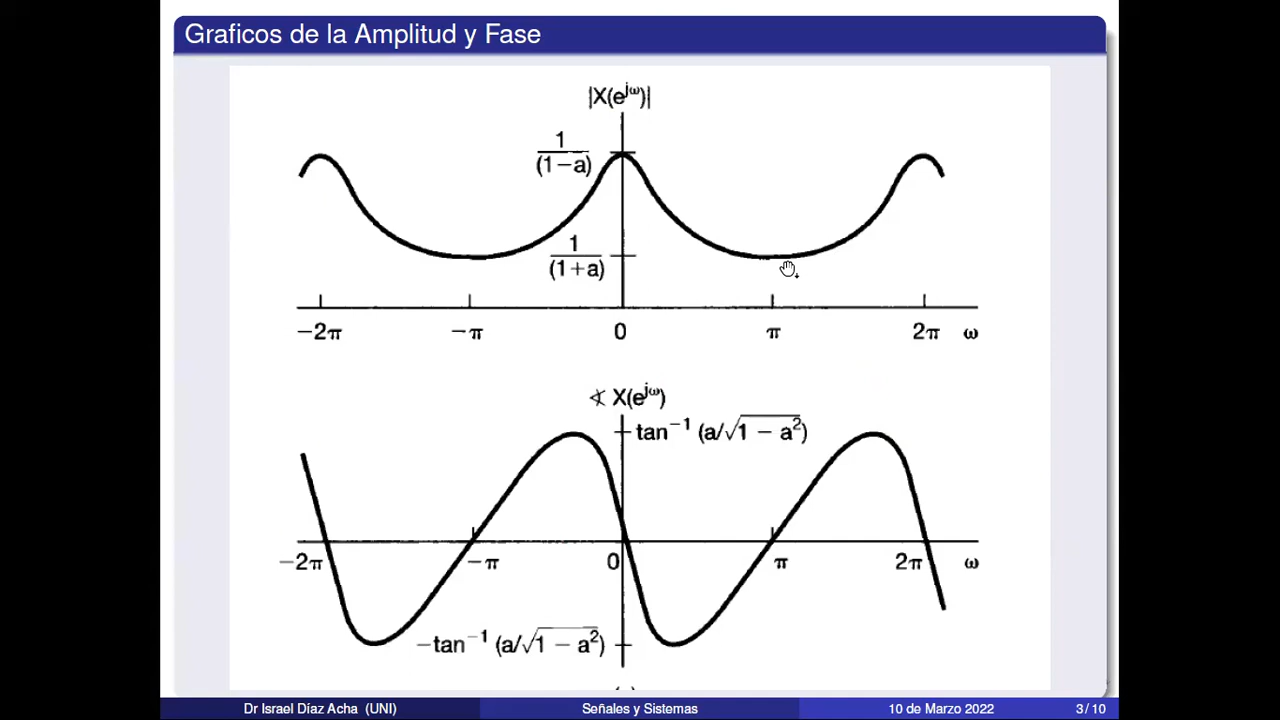 Graficos de la Amplitud y Fase
|X(e^jω)|
1
(1−a)
1
(1+a)
−2π −π 0 π 2π ω
∢ X(e^jω)
tan⁻¹ (a/√1 − a²)
−2π −π 0 π 2π ω
−tan⁻¹ (a/√1 − a²)
Dr Israel Díaz Acha (UNI) Señales y Sistemas 10 de Marzo 2022 3 / 10